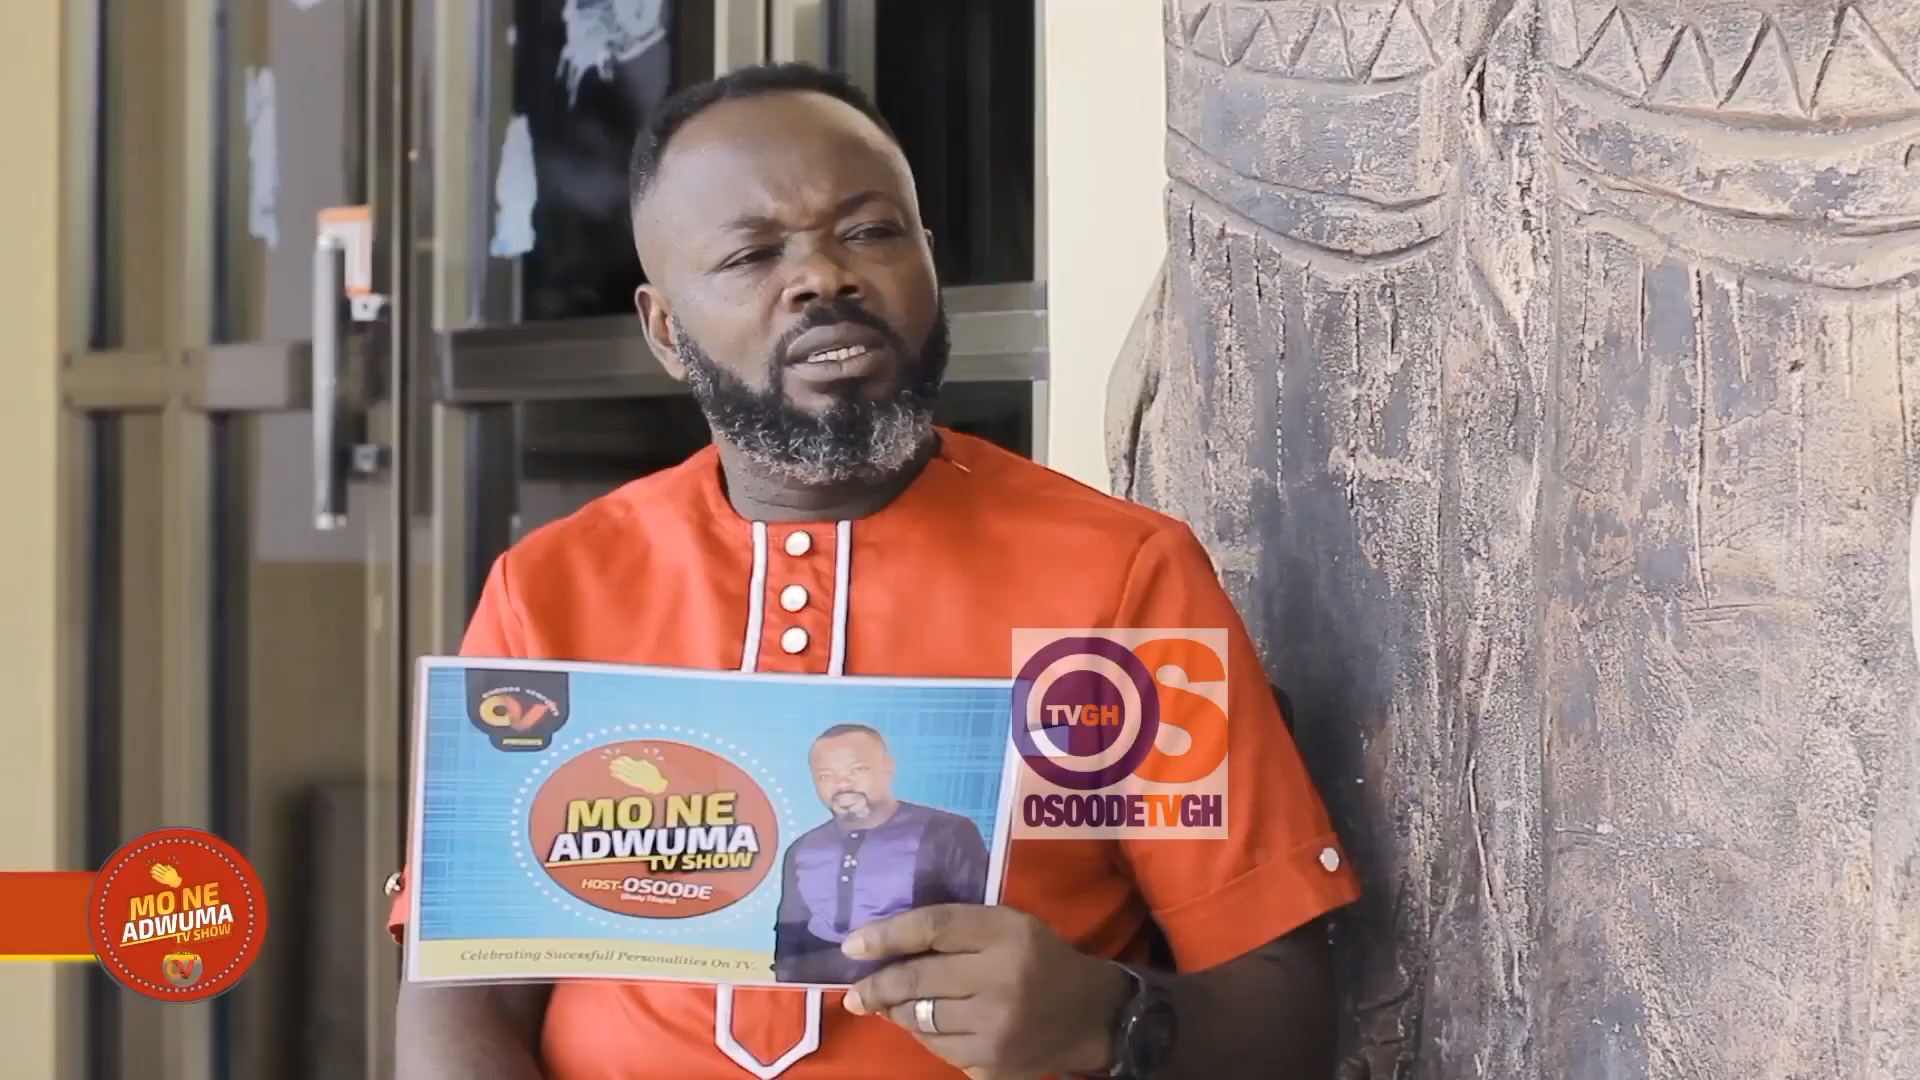 MO NE
ADWUMA
TV SHOW
HOST-OSOODE
Celebrating Sucessfull Personalities On TV.
TVGH
OS
OSOODETVGH
MO NE
ADWUMA
TV SHOW